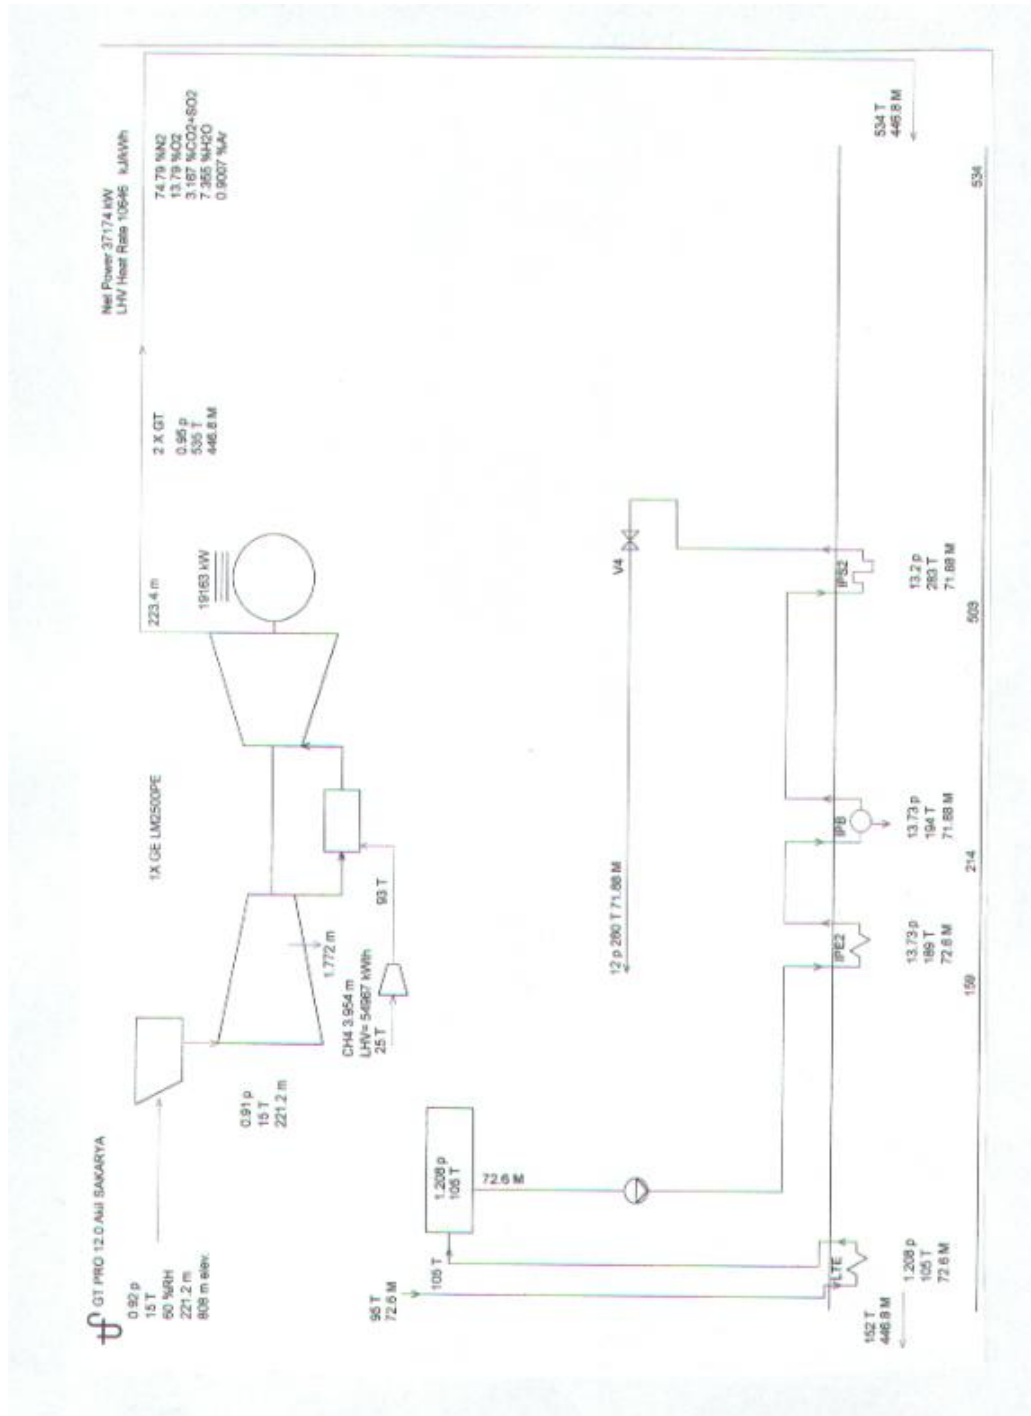 GT PRO 12.0 Akil SAKARYA
0.92 p
15 T
60 %RH
221.2 m
808 m elev.
0.91 p
15 T
221.2 m
1X GE LM2500PE
1.772 m
CH4 3.954 m
LHV= 54967 kWth
25 T
93 T
19163 kW
223.4 m
2 X GT
0.95 p
535 T
446.8 M
Net Power 37174 kW
LHV Heat Rate 10646 kJ/kWh
74.79 %N2
13.79 %O2
3.167 %CO2+SO2
7.355 %H2O
0.9007 %Ar
534 T
446.8 M
95 T
72.6 M
105 T
1.208 p
105 T
72.6 M
12 p 280 T 71.88 M
V4
LTE
IPE2
IPB
IPS2
152 T
446.8 M
1.208 p
105 T
72.6 M
13.73 p
189 T
72.6 M
13.73 p
194 T
71.88 M
13.2 p
283 T
71.88 M
159
214
503
534